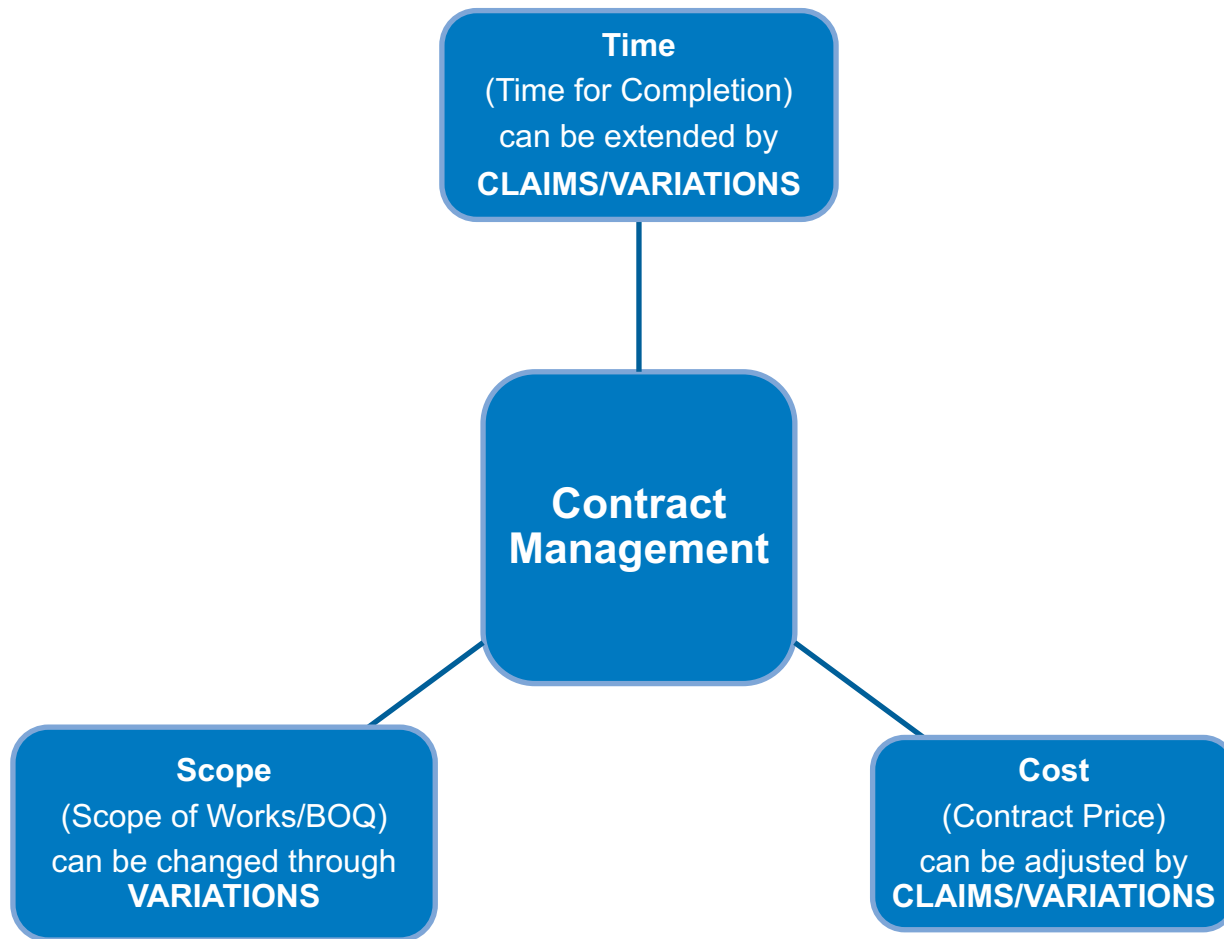 Time
(Time for Completion)
can be extended by
CLAIMS/VARIATIONS
Contract
Management
Scope
(Scope of Works/BOQ)
can be changed through
VARIATIONS
Cost
(Contract Price)
can be adjusted by
CLAIMS/VARIATIONS